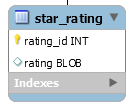 star_rating
rating_id INT
rating BLOB
Indexes